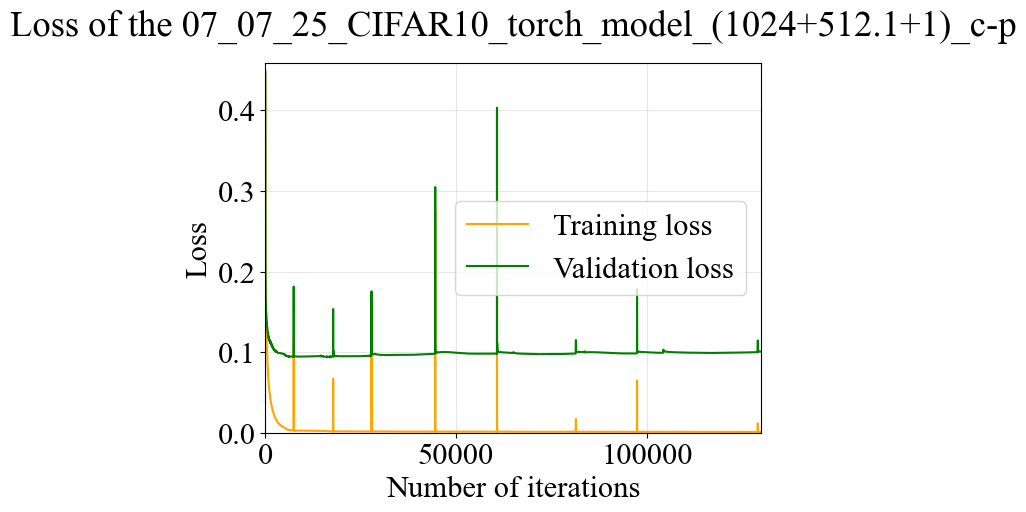 Loss of the 07_07_25_CIFAR10_torch_model_(1024+512.1+1)_c-p
0.4
0.3
Training loss
Loss
Validation loss
0.2
0.1
0.0
0 50000 100000
Number of iterations